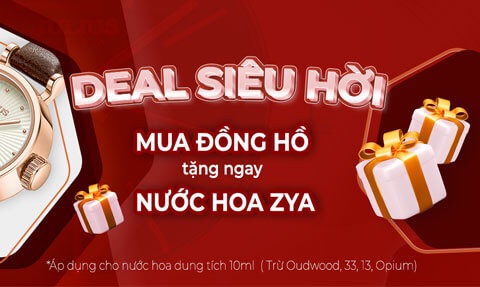 DEAL SIÊU HỜI
MUA ĐỒNG HỒ
tặng ngay
NƯỚC HOA ZYA
*Áp dụng cho nước hoa dung tích 10ml ( Trừ Oudwood, 33, 13, Opium)